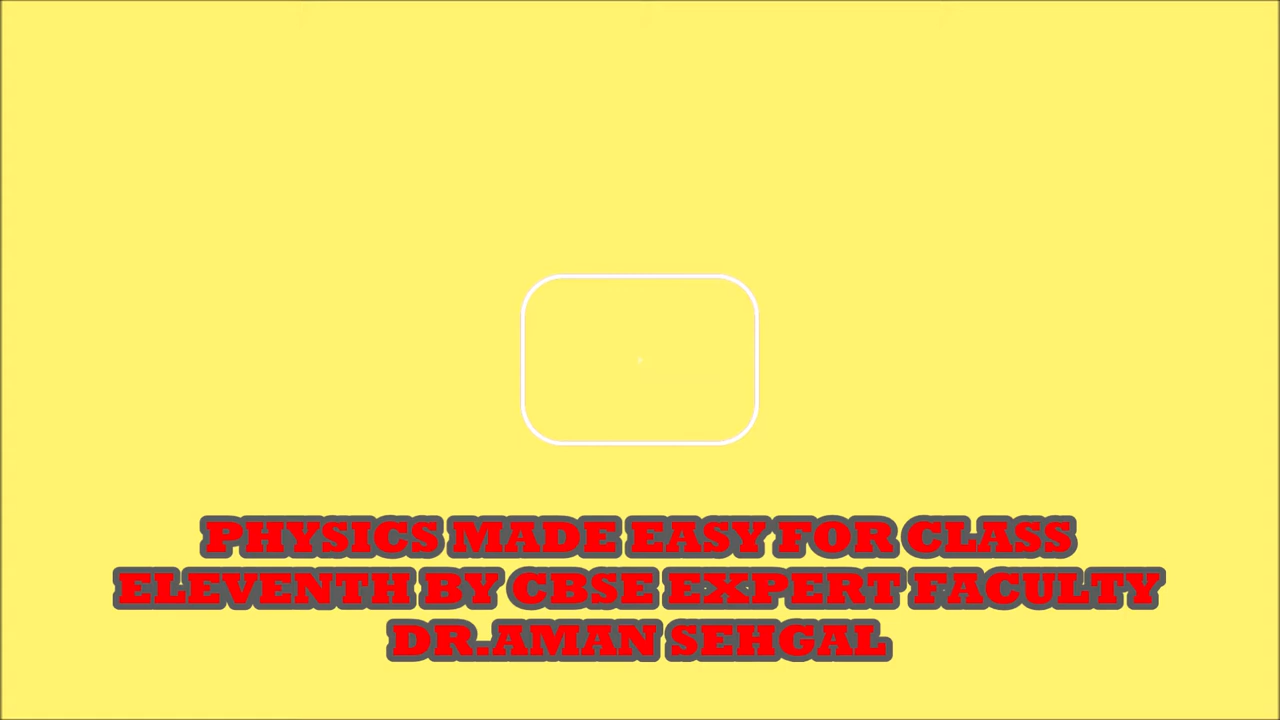 PHYSICS MADE EASY FOR CLASS
ELEVENTH BY CBSE EXPERT FACULTY
DR.AMAN SEHGAL